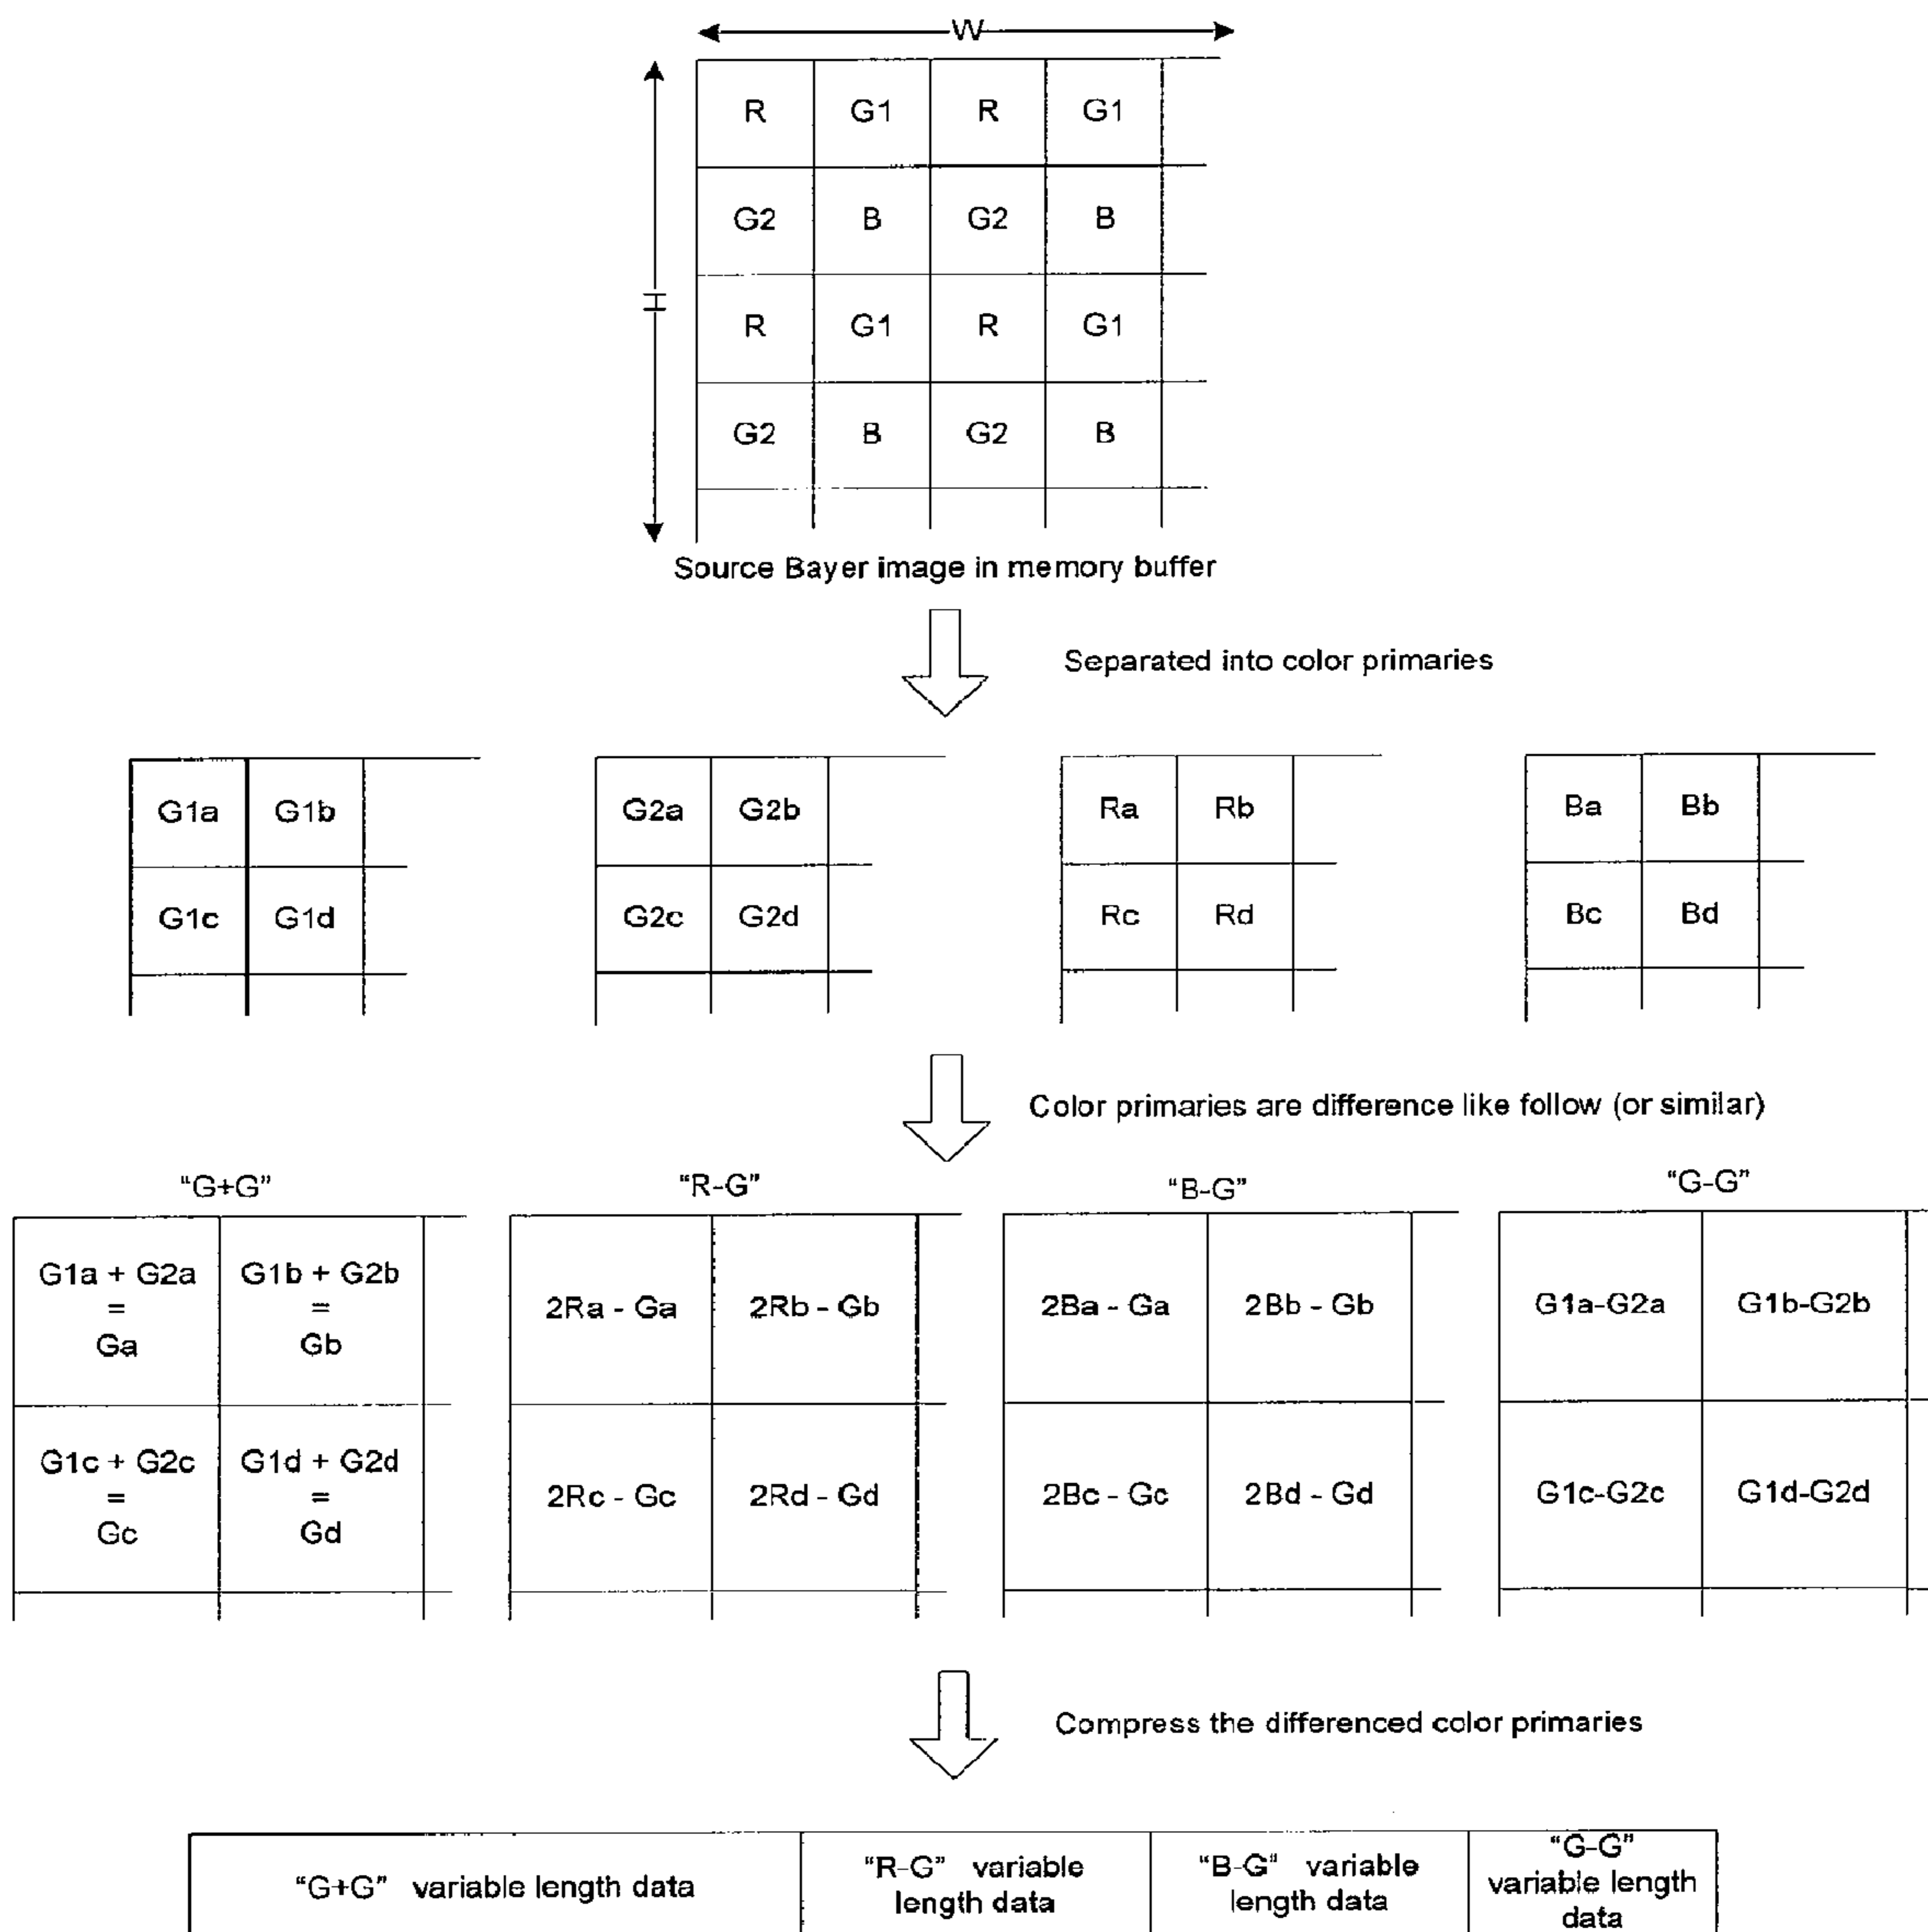 W
R G1 R G1
G2 B G2 B
H
R G1 R G1
G2 B G2 B
Source Bayer image in memory buffer
Separated into color primaries
G1a G1b G2a G2b Ra Rb Ba Bb
G1c G1d G2c G2d Rc Rd Bc Bd
Color primaries are difference like follow (or similar)
“G+G” “R-G” “B-G” “G-G”
G1a + G2a
=
Ga
G1b + G2b
=
Gb
2Ra - Ga 2Rb - Gb
2Ba - Ga 2Bb - Gb
G1a-G2a G1b-G2b
G1c + G2c
=
Gc
G1d + G2d
=
Gd
2Rc - Gc 2Rd - Gd
2Bc - Gc 2Bd - Gd
G1c-G2c G1d-G2d
Compress the differenced color primaries
“G+G” variable length data
“R-G” variable
length data
“B-G” variable
length data
“G-G”
variable length
data